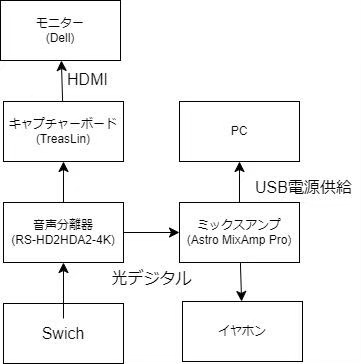 モニター
(Dell)
HDMI
キャプチャーボード
(TreasLin)
PC
USB電源供給
音声分離器
(RS-HD2HDA2-4K)
ミックスアンプ
(Astro MixAmp Pro)
光デジタル
Swich
イヤホン